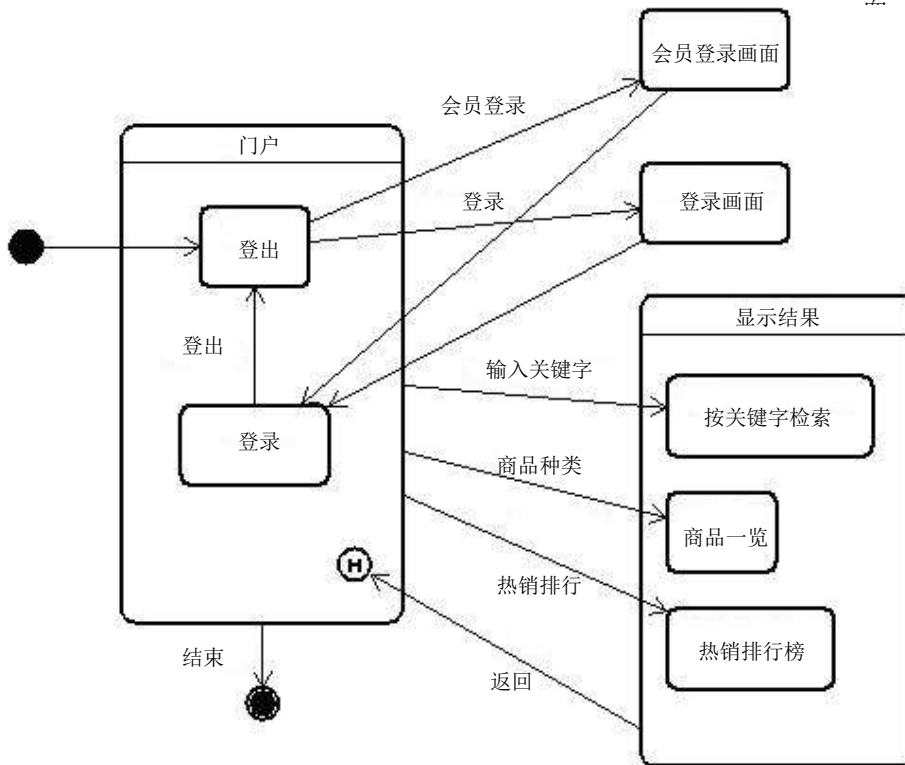 会员登录画面
会员登录
门户
登录
登录画面
登出
显示结果
登出
输入关键字
按关键字检索
登录
商品种类
商品一览
H
热销排行
热销排行榜
结束
返回